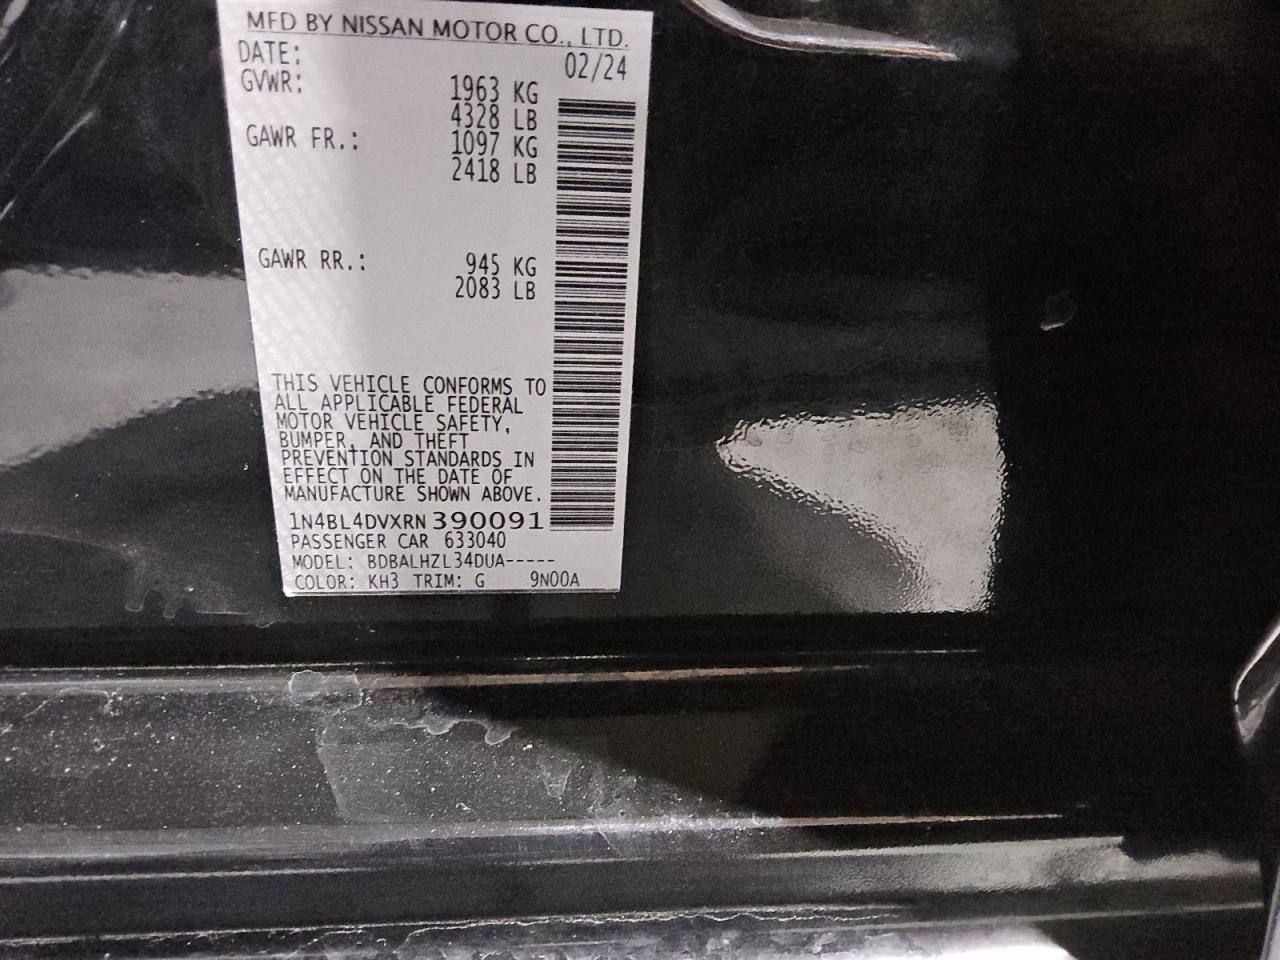 MFD BY NISSAN MOTOR CO., LTD.
DATE: 02/24
GVWR: 1963 KG
4328 LB
GAWR FR.: 1097 KG
2418 LB
GAWR RR.: 945 KG
2083 LB
THIS VEHICLE CONFORMS TO
ALL APPLICABLE FEDERAL
MOTOR VEHICLE SAFETY,
BUMPER, AND THEFT
PREVENTION STANDARDS IN
EFFECT ON THE DATE OF
MANUFACTURE SHOWN ABOVE.
1N4BL4DVXRN390091
PASSENGER CAR 633040
MODEL: BDBALHZL34DUA-----
COLOR: KH3 TRIM: G 9N00A